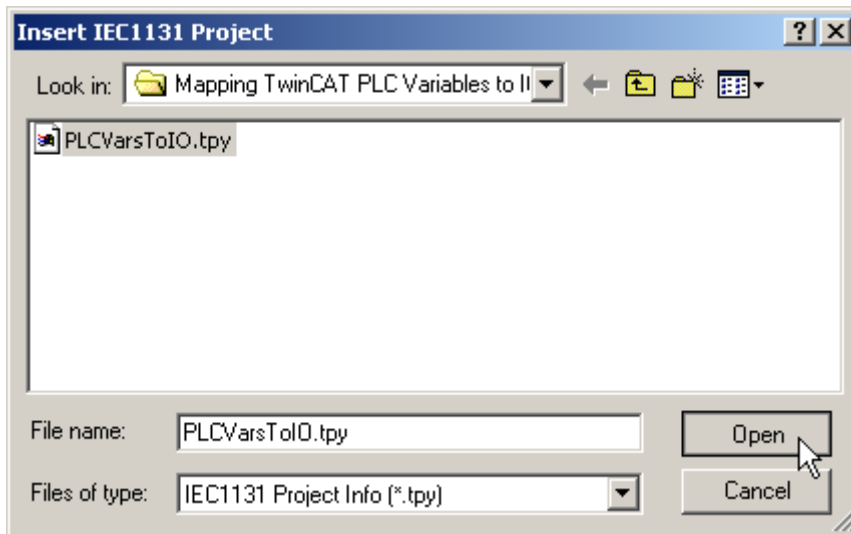 Insert IEC1131 Project
Look in: Mapping TwinCAT PLC Variables to
PLCVarsToIO.tpy
File name: PLCVarsToIO.tpy Open
Files of type: IEC1131 Project Info (*.tpy) Cancel